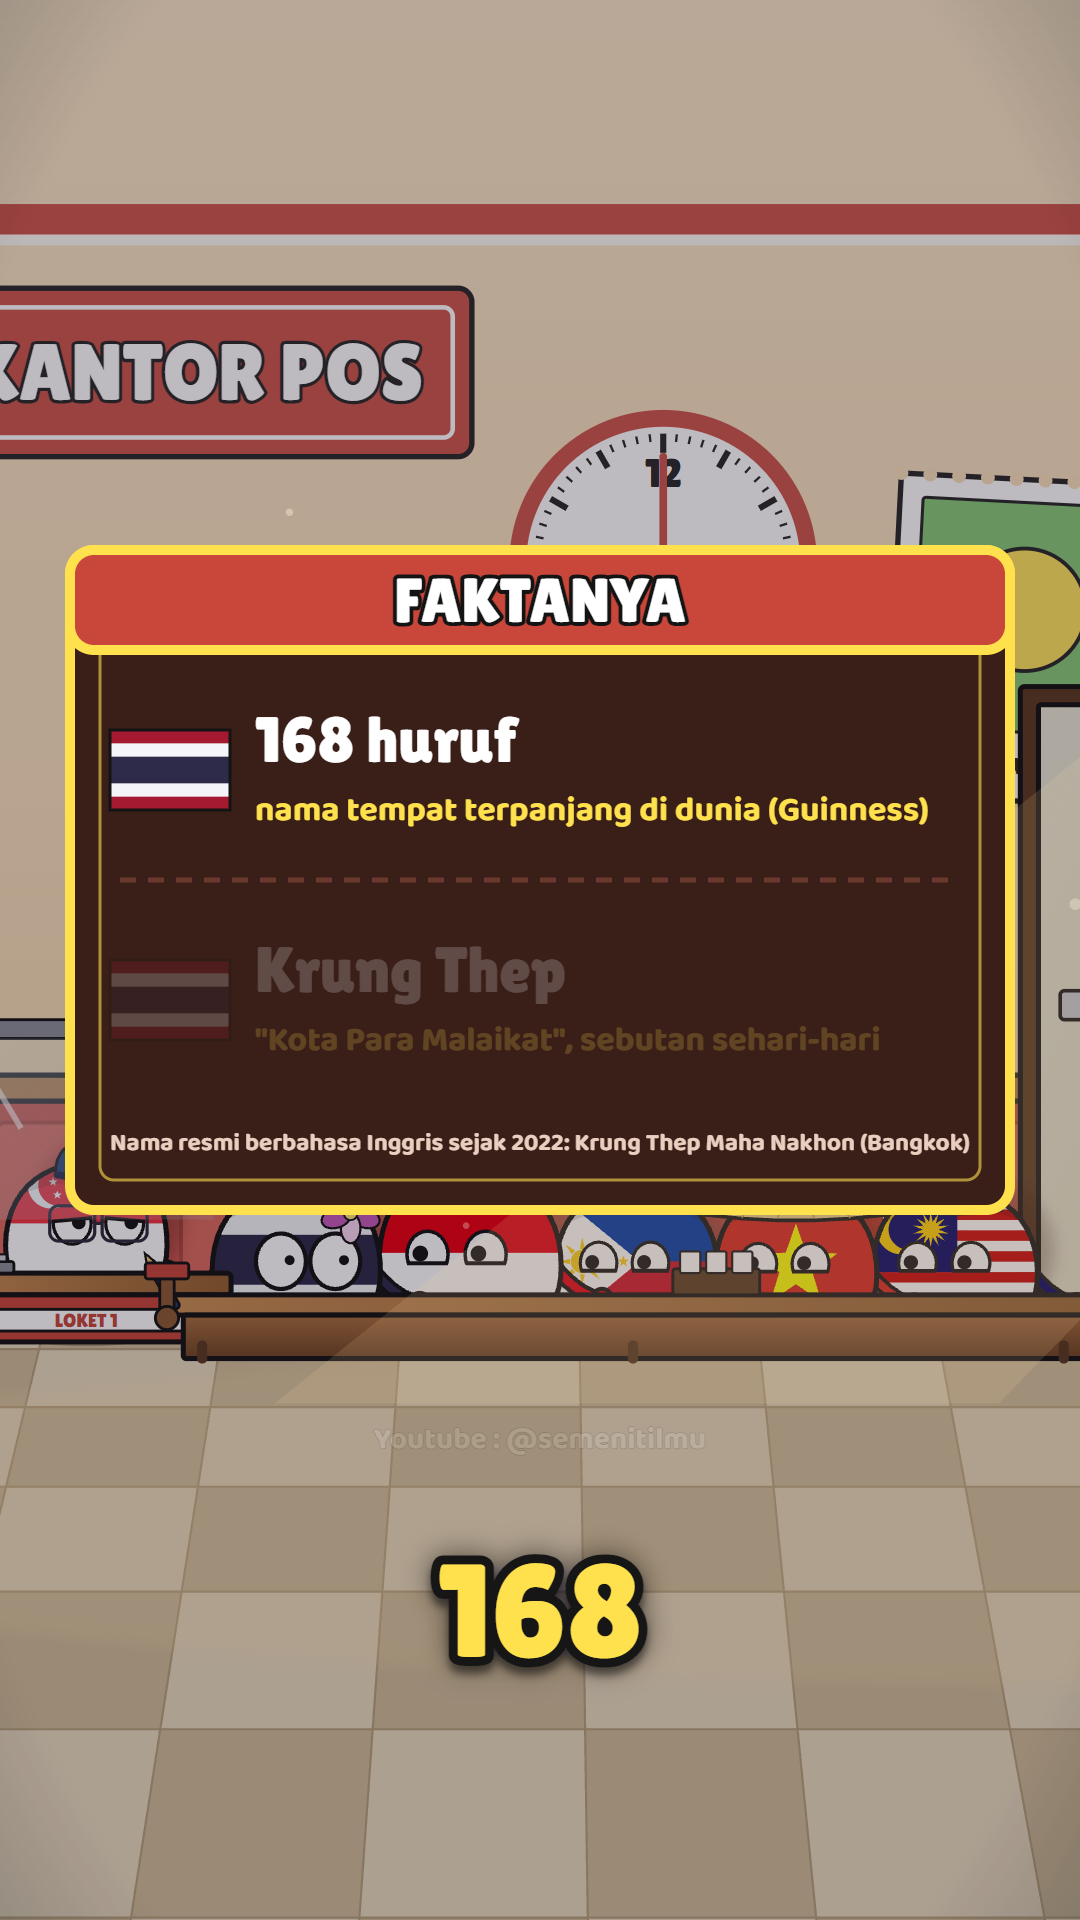 KANTOR POS
12
FAKTANYA
168 huruf
nama tempat terpanjang di dunia (Guinness)
Krung Thep
"Kota Para Malaikat", sebutan sehari-hari
Nama resmi berbahasa Inggris sejak 2022: Krung Thep Maha Nakhon (Bangkok)
LOKET 1
Youtube : @semenitilmu
168